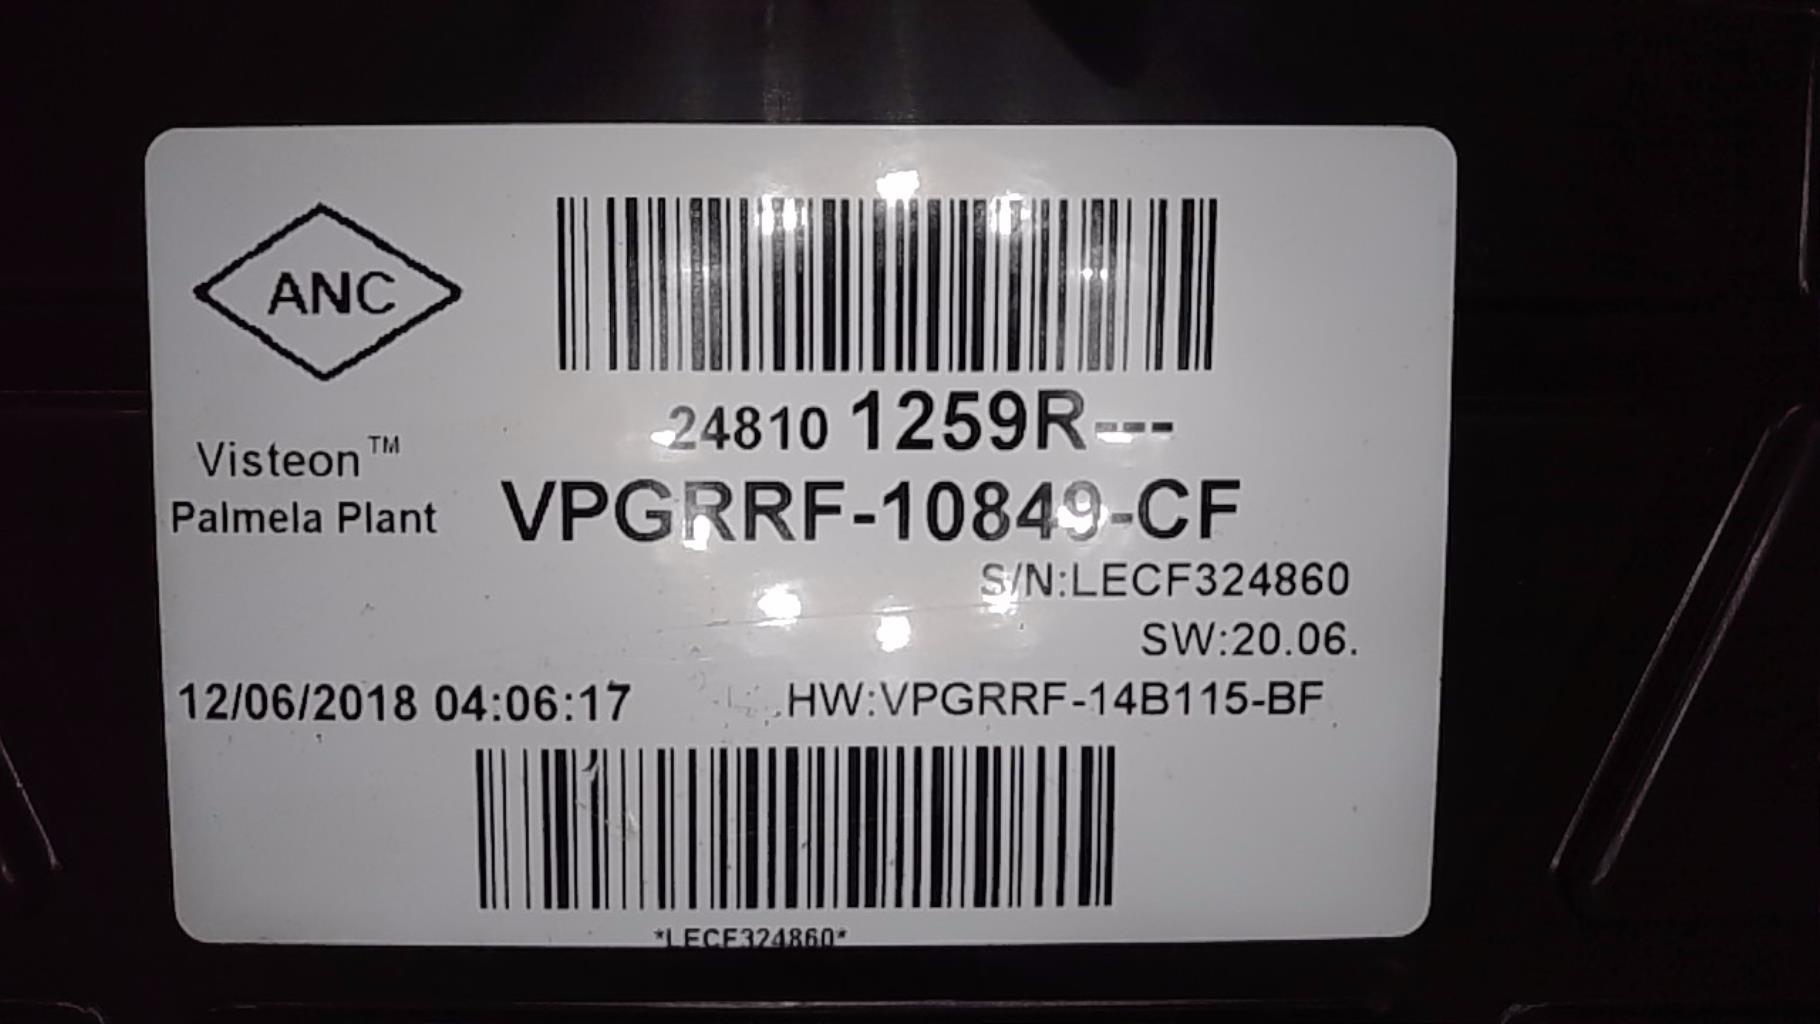 ANC
24810 1259R---
Visteon™
Palmela Plant
VPGRRF-10849-CF
S/N:LECF324860
SW:20.06.
12/06/2018 04:06:17
HW:VPGRRF-14B115-BF
*LECF324860*